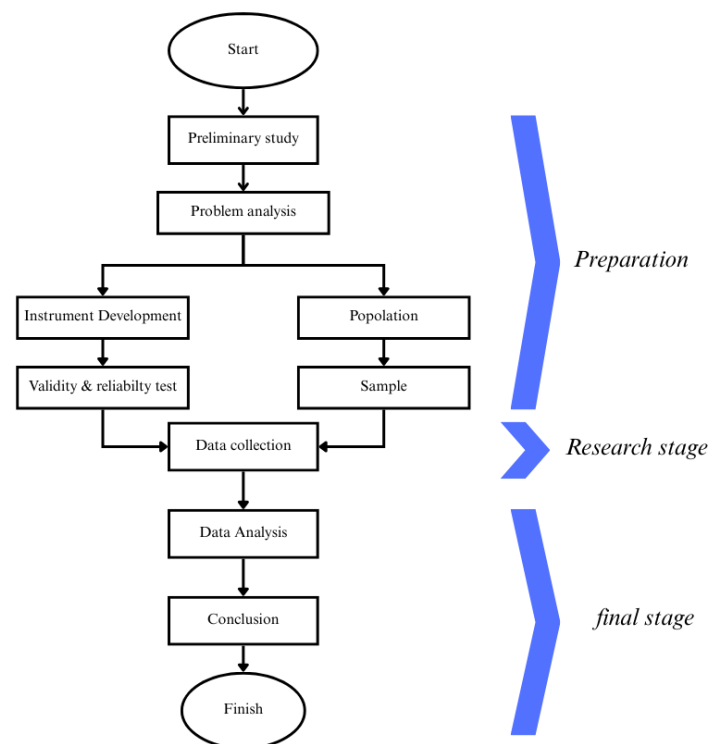 Start
Preliminary study
Problem analysis
Preparation
Instrument Development
Popolation
Validity & reliabilty test
Sample
Data collection
Research stage
Data Analysis
Conclusion
final stage
Finish